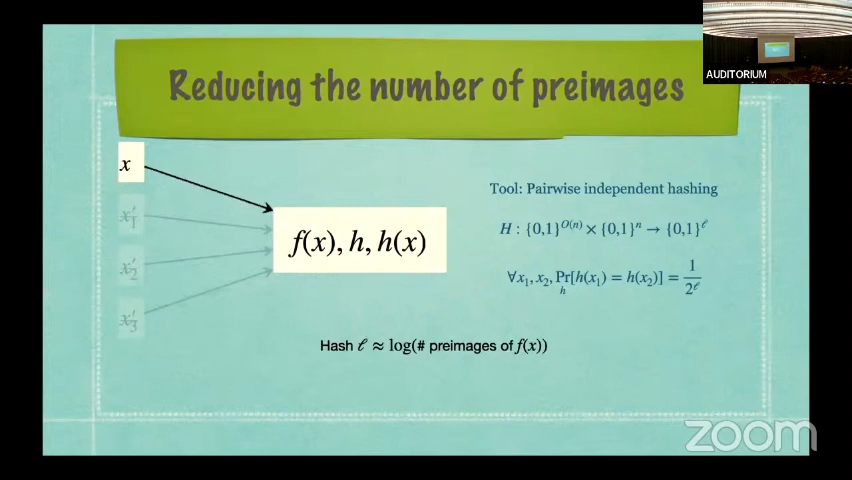 AUDITORIUM
Reducing the number of preimages
x
x′₁
x′₂
x′₃
f(x), h, h(x)
Tool: Pairwise independent hashing
H : {0,1}^{O(n)} × {0,1}^n → {0,1}^ℓ
∀x₁, x₂, Pr_h[h(x₁) = h(x₂)] = 1/2^ℓ
Hash ℓ ≈ log(# preimages of f(x))
zoom